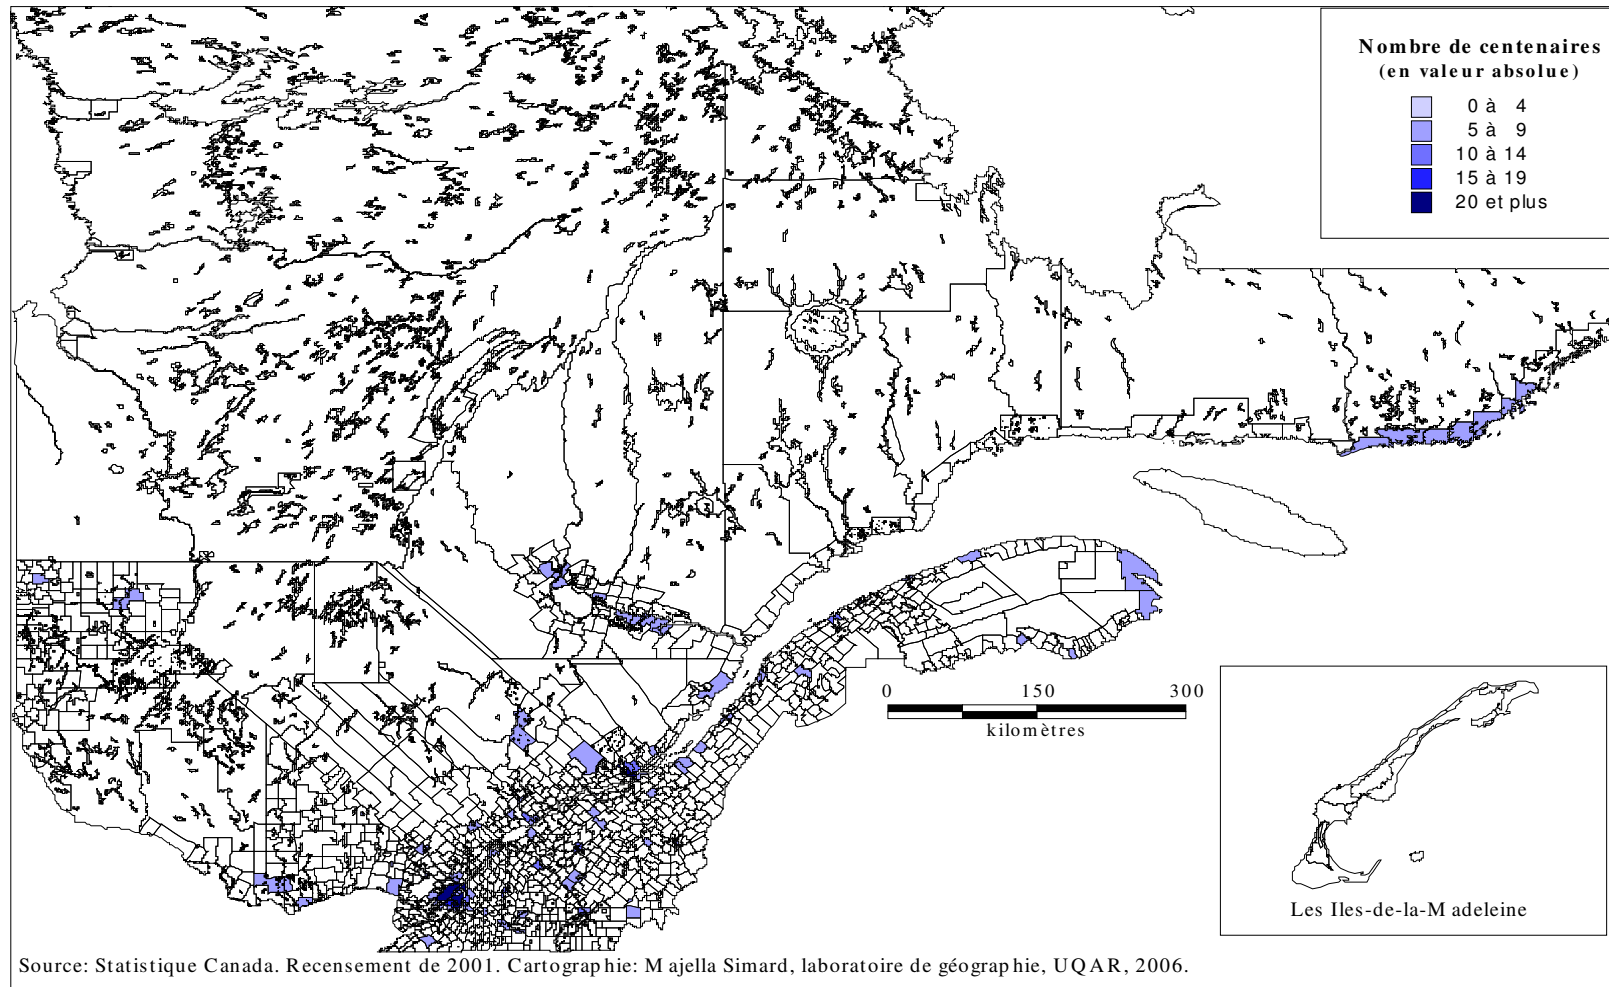 Nombre de centenaires
(en valeur absolue)
0 à 4
5 à 9
10 à 14
15 à 19
20 et plus
0 150 300
kilomètres
Les Iles-de-la-Madeleine
Source: Statistique Canada. Recensement de 2001. Cartographie: Majella Simard, laboratoire de géographie, UQAR, 2006.